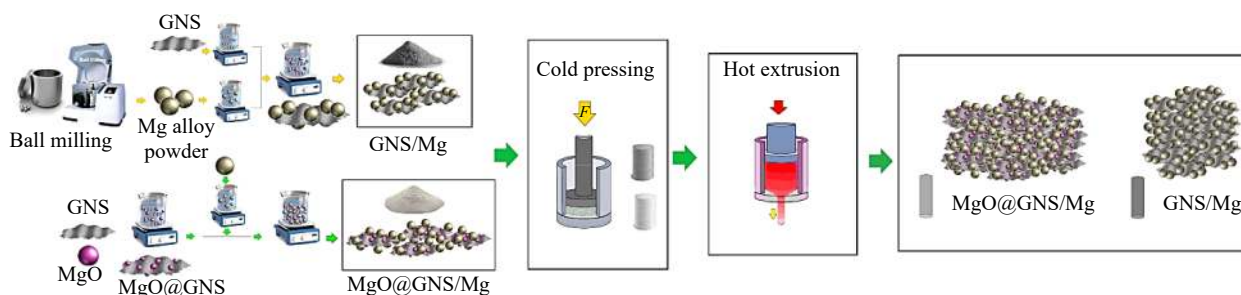 GNS
Ball milling
Mg alloy
powder
GNS/Mg
GNS
MgO
MgO@GNS
MgO@GNS/Mg
Cold pressing
F
Hot extrusion
MgO@GNS/Mg
GNS/Mg